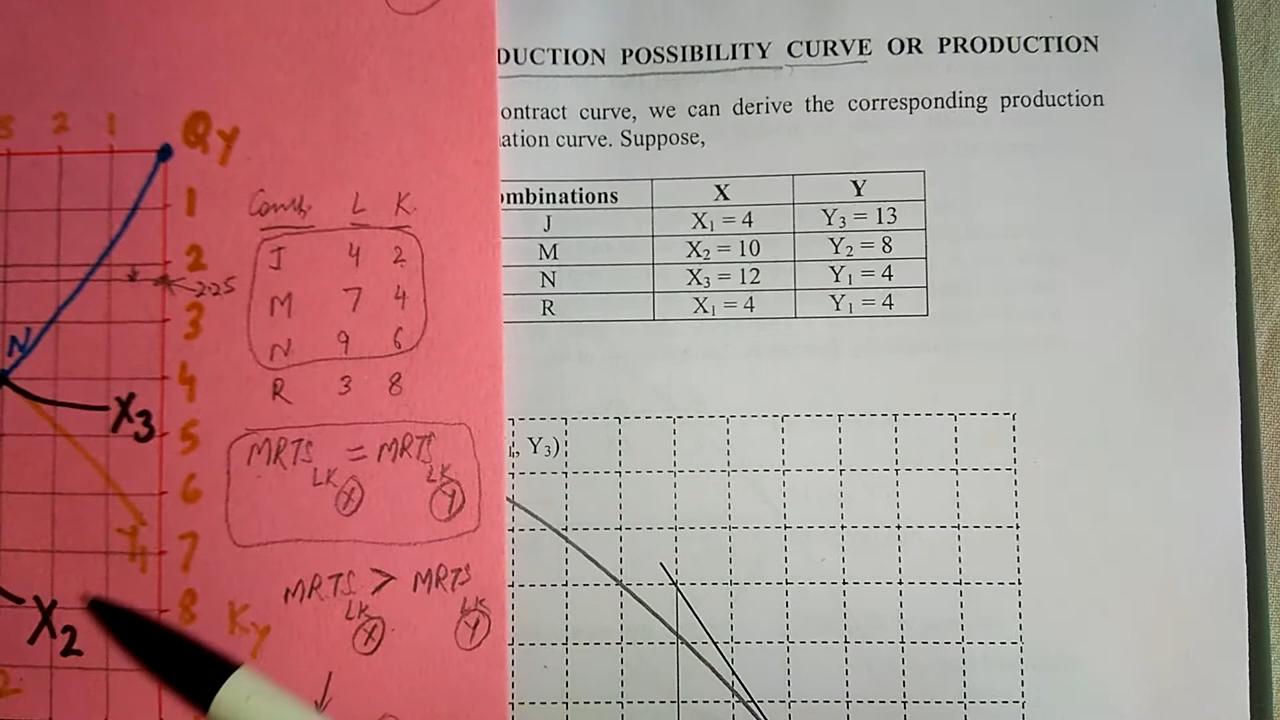 DUCTION POSSIBILITY CURVE OR PRODUCTION
ontract curve, we can derive the corresponding production
ation curve. Suppose,
ombinations X Y
J X₁ = 4 Y₃ = 13
M X₂ = 10 Y₂ = 8
N X₃ = 12 Y₁ = 4
R X₁ = 4 Y₁ = 4
, Y₃)
2 1 QY
1
2
2.25
3
4
5
6
7
8 KY
N
X₃
Y₁
X₂
Comb. L K
J 4 2
M 7 4
N 9 6
R 3 8
MRTS LK X = MRTS LK Y
MRTS LK X > MRTS LK Y